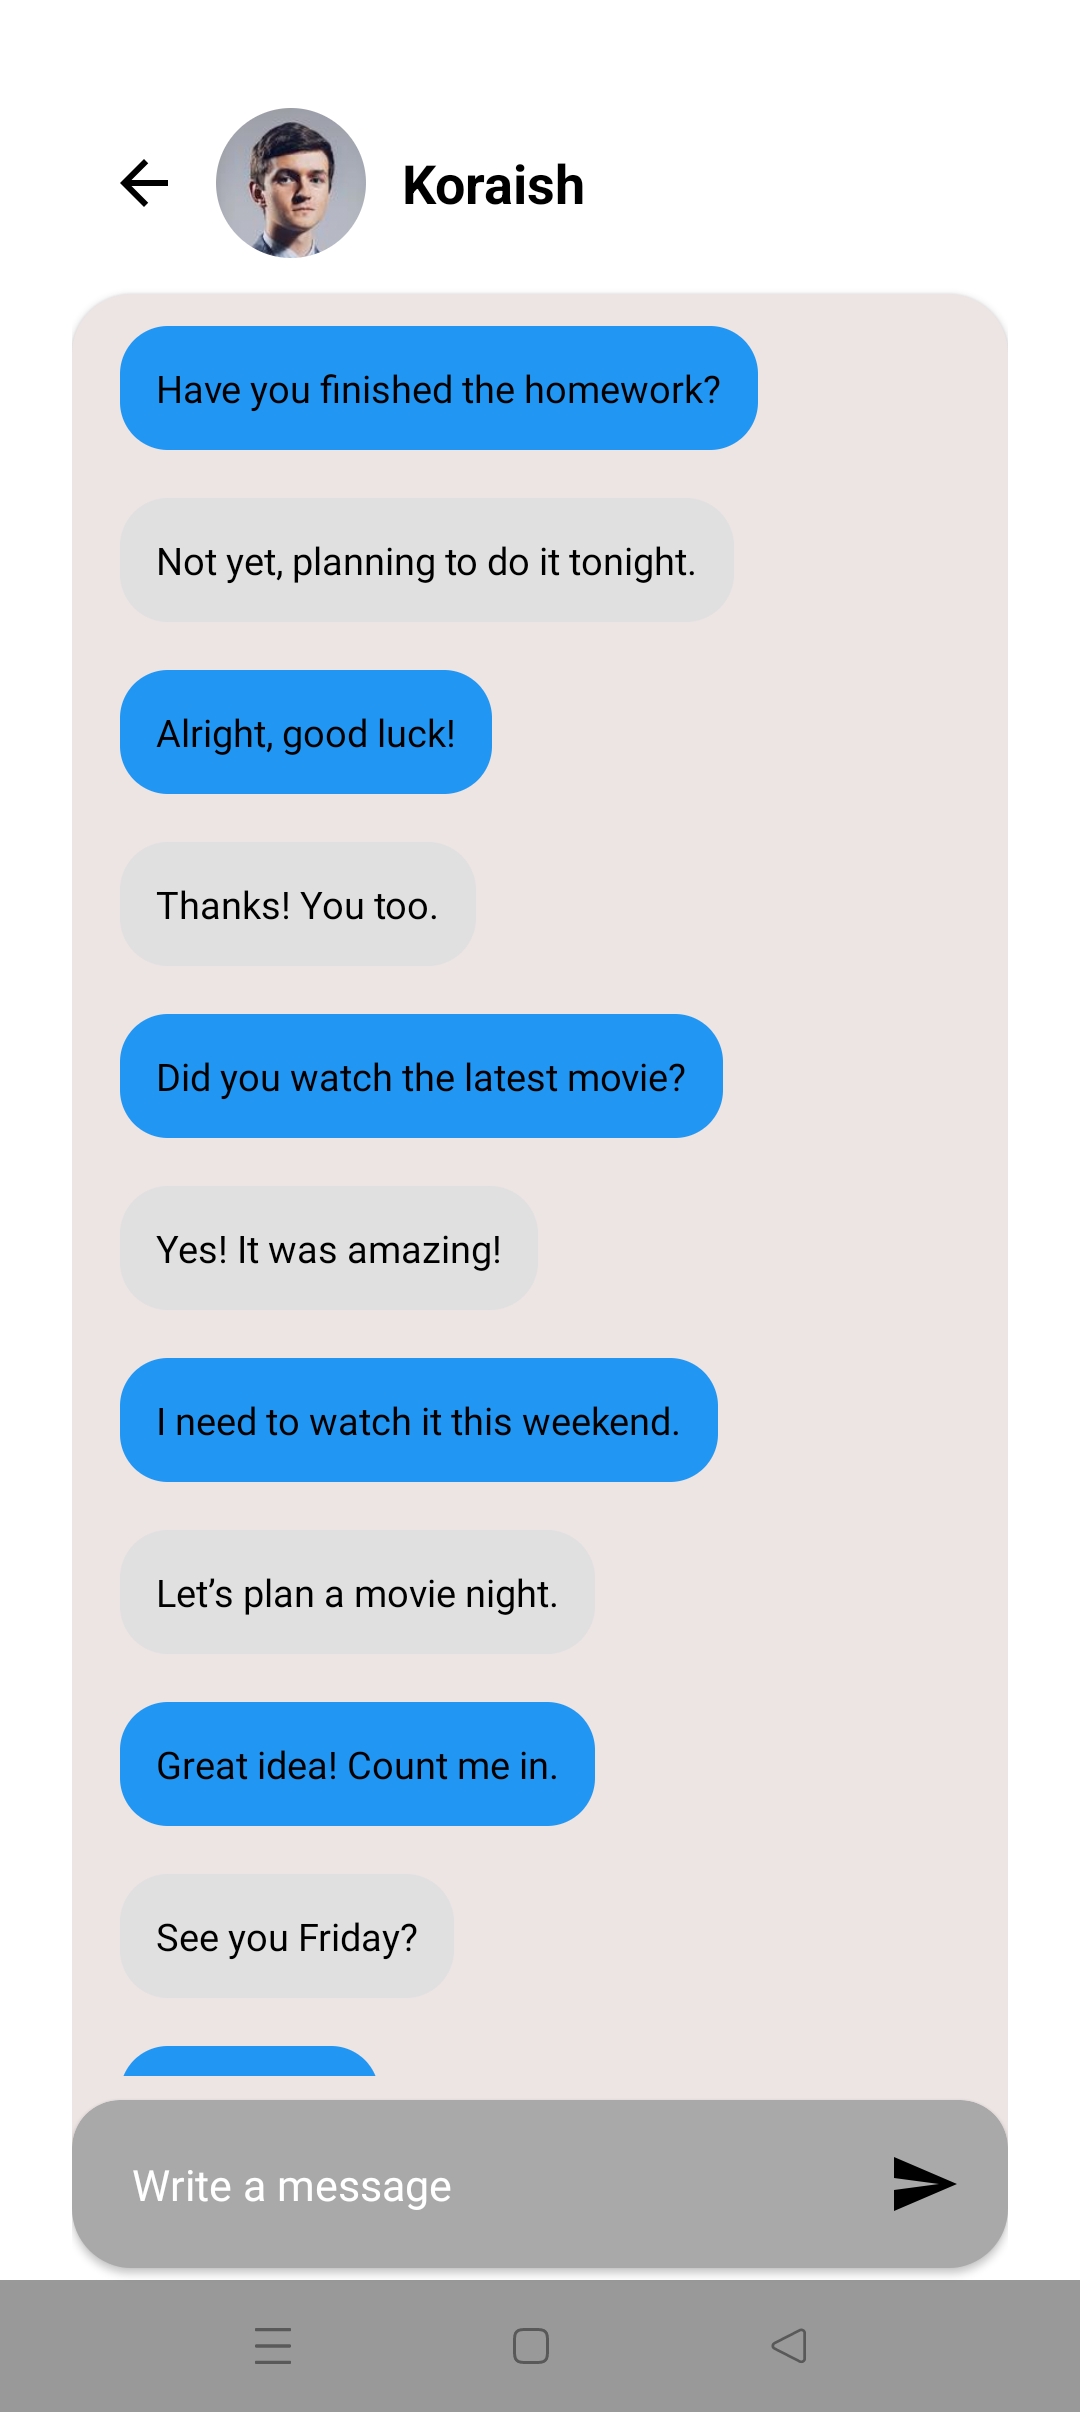 Koraish
Have you finished the homework?
Not yet, planning to do it tonight.
Alright, good luck!
Thanks! You too.
Did you watch the latest movie?
Yes! It was amazing!
I need to watch it this weekend.
Let’s plan a movie night.
Great idea! Count me in.
See you Friday?
Write a message